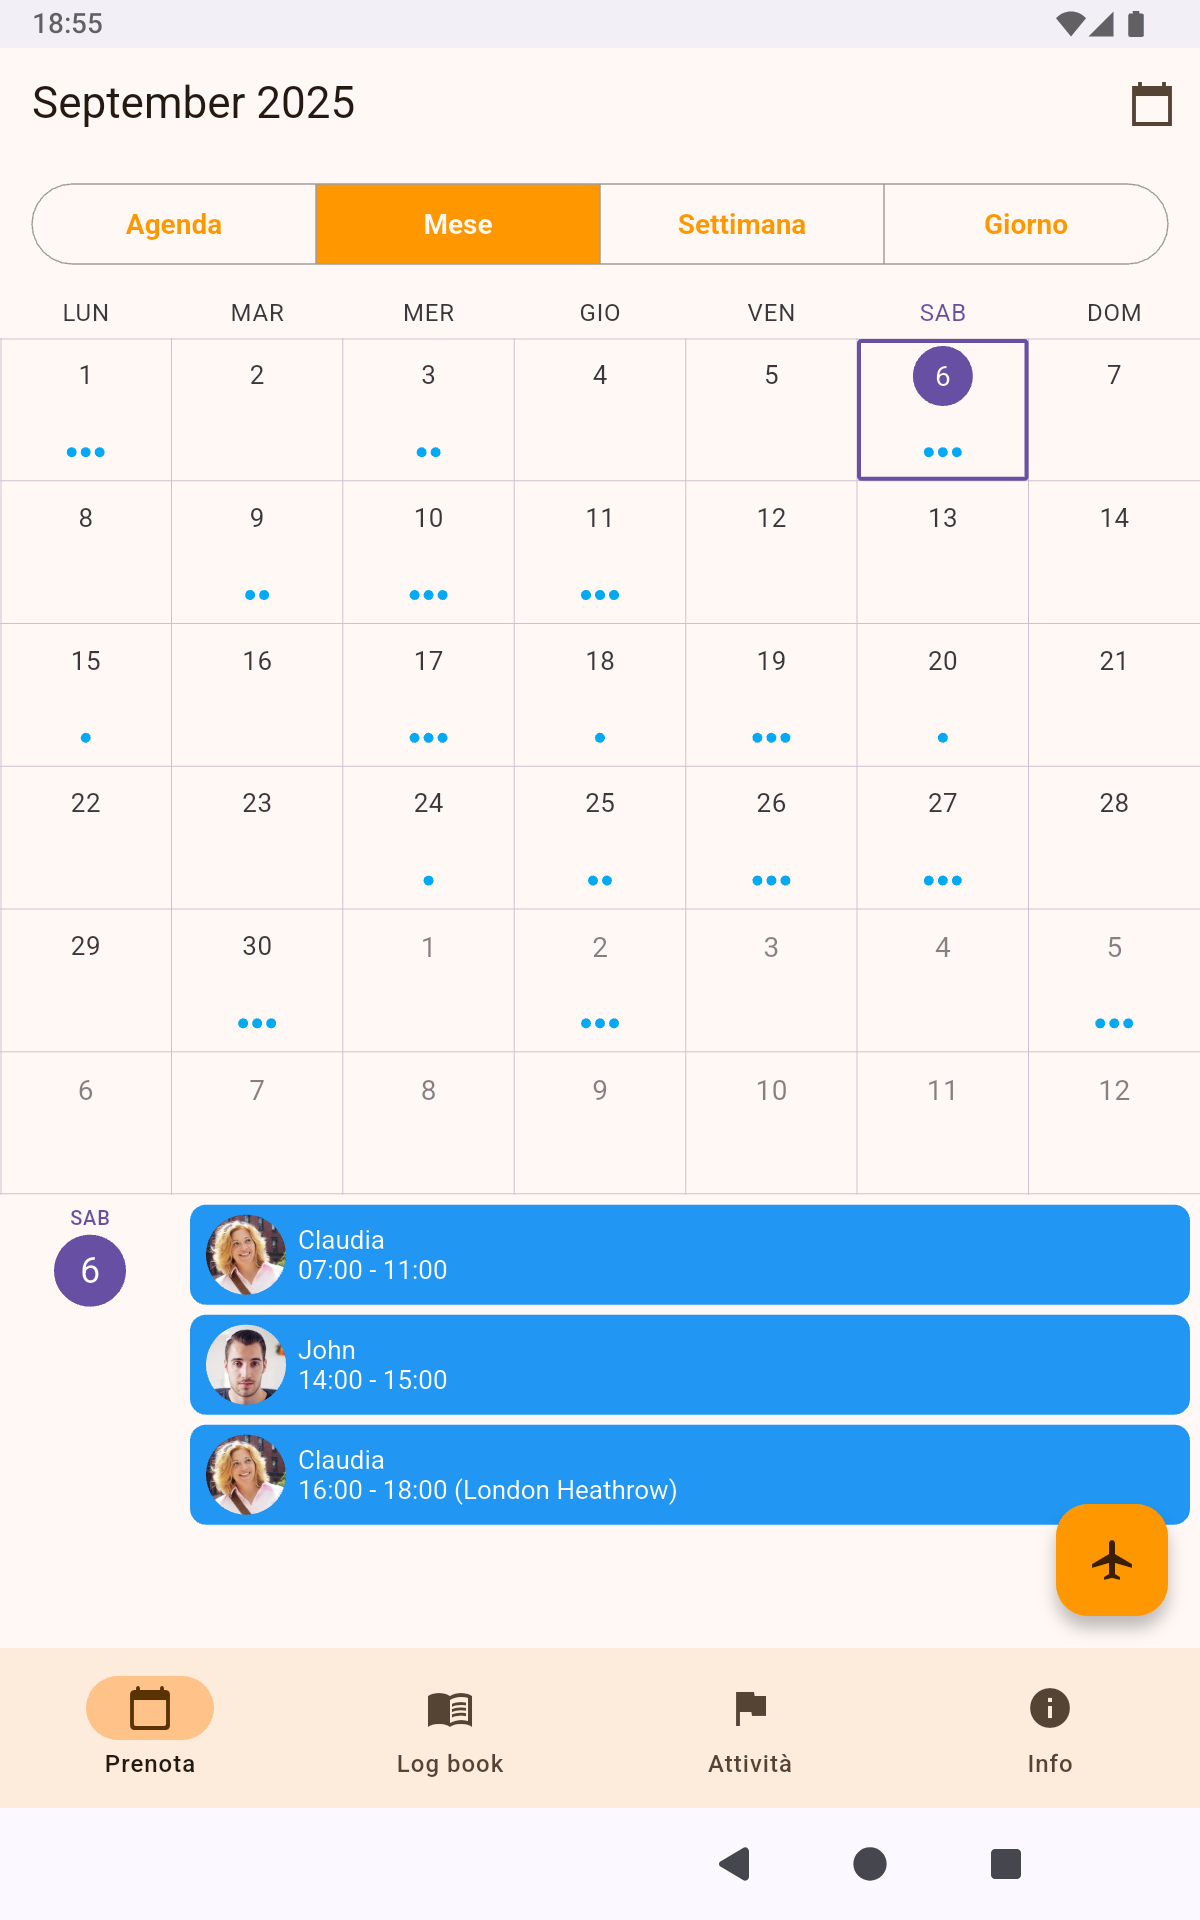 18:55
September 2025
Agenda Mese Settimana Giorno
LUN MAR MER GIO VEN SAB DOM
1 2 3 4 5 6 7
8 9 10 11 12 13 14
15 16 17 18 19 20 21
22 23 24 25 26 27 28
29 30 1 2 3 4 5
6 7 8 9 10 11 12
SAB
6
Claudia
07:00 - 11:00
John
14:00 - 15:00
Claudia
16:00 - 18:00 (London Heathrow)
Prenota Log book Attività Info